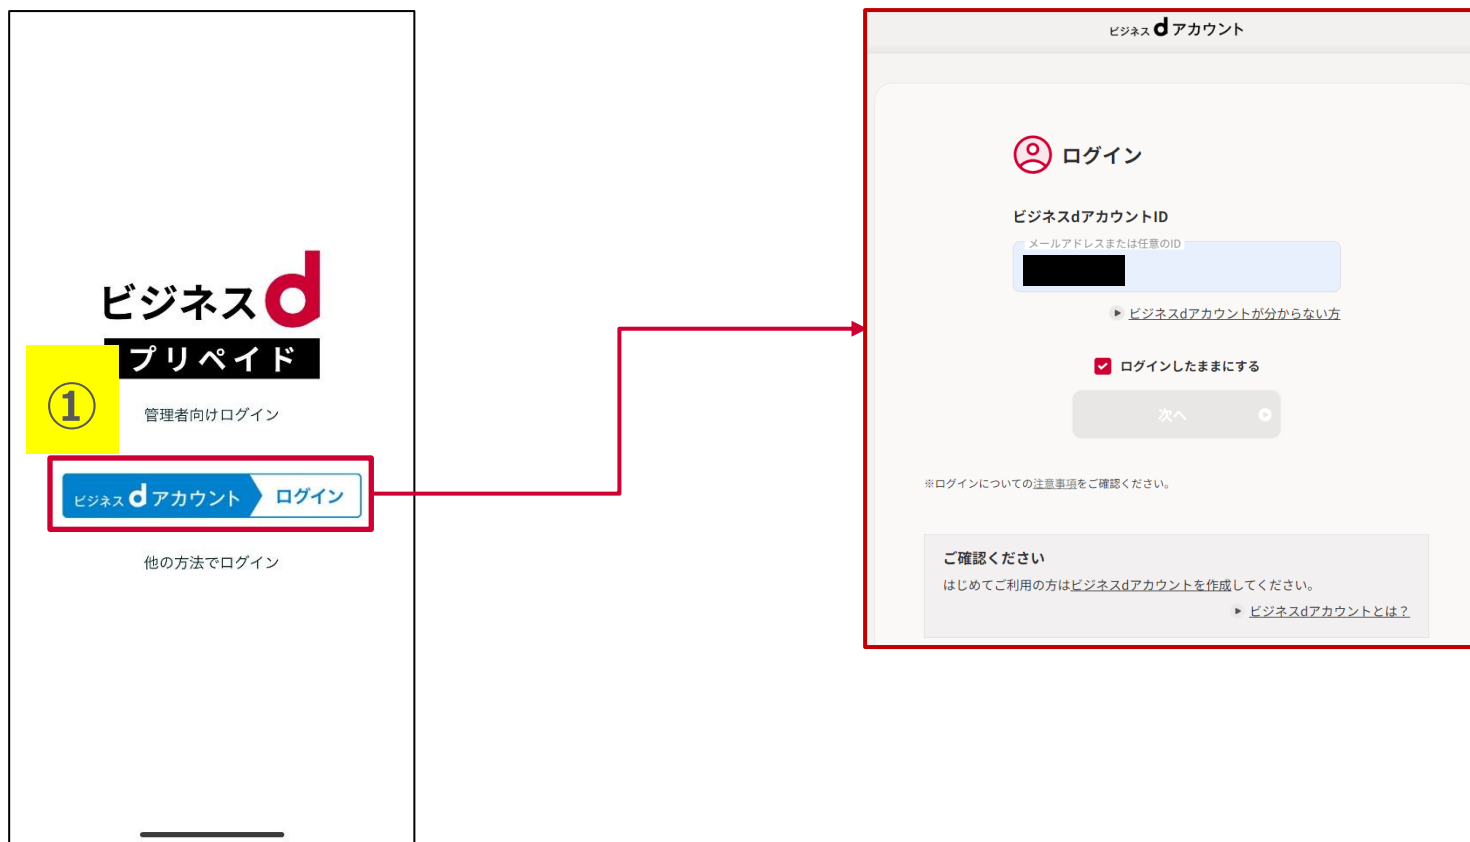 ビジネスd
プリペイド
①
管理者向けログイン
ビジネスdアカウント ログイン
他の方法でログイン
ビジネスdアカウント
ログイン
ビジネスdアカウントID
メールアドレスまたは任意のID
ビジネスdアカウントが分からない方
ログインしたままにする
次へ
※ログインについての注意事項をご確認ください。
ご確認ください
はじめてご利用の方はビジネスdアカウントを作成してください。
ビジネスdアカウントとは？